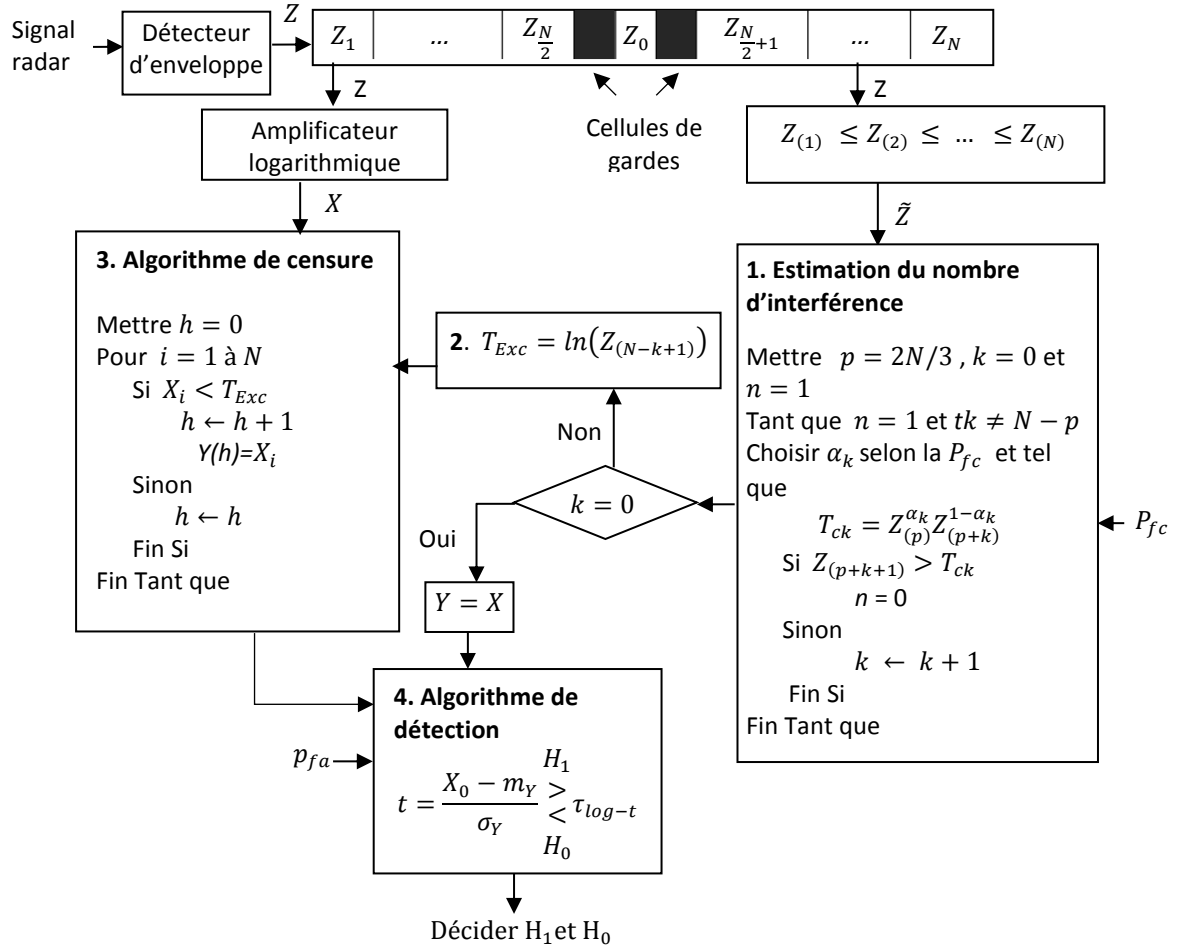 Signal radar
Détecteur d'enveloppe
Z
Z_1 ... Z_{N/2} Z_0 Z_{N/2+1} ... Z_N
Z
Z
Amplificateur logarithmique
Cellules de gardes
Z_{(1)} ≤ Z_{(2)} ≤ ... ≤ Z_{(N)}
X
Z̃
3. Algorithme de censure
Mettre h = 0
Pour i = 1 à N
Si X_i < T_{Exc}
h ← h + 1
Y(h)=X_i
Sinon
h ← h
Fin Si
Fin Tant que
2. T_{Exc} = ln(Z_{(N−k+1)})
Non
k = 0
Oui
Y = X
1. Estimation du nombre
d'interférence
Mettre p = 2N/3 , k = 0 et
n = 1
Tant que n = 1 et tk ≠ N − p
Choisir α_k selon la P_{fc} et tel
que
T_{ck} = Z_{(p)}^{α_k} Z_{(p+k)}^{1−α_k}
Si Z_{(p+k+1)} > T_{ck}
n = 0
Sinon
k ← k + 1
Fin Si
Fin Tant que
P_{fc}
4. Algorithme de
détection
p_{fa}
H_1
t = \frac{X_0 − m_Y}{σ_Y} >< τ_{log−t}
H_0
Décider H_1et H_0